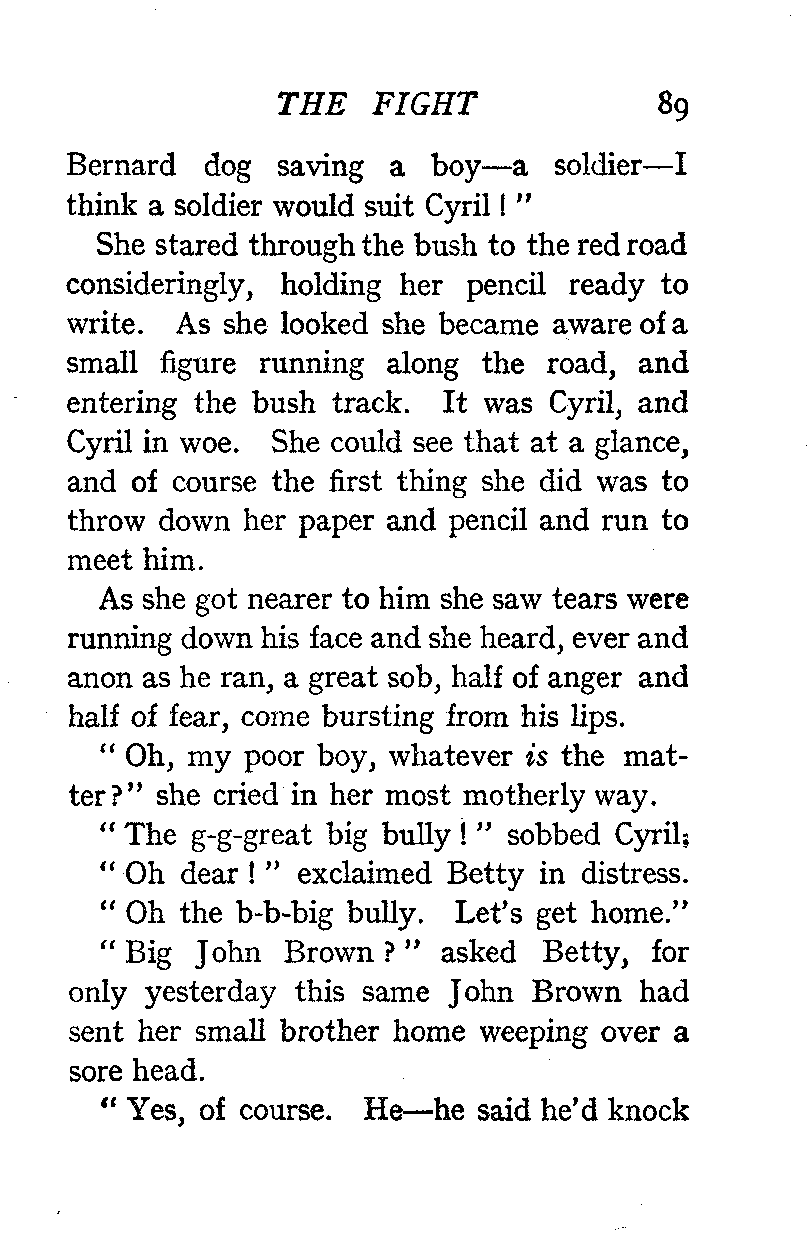 THE FIGHT 89
Bernard dog saving a boy—a soldier—I
think a soldier would suit Cyril ! ”
She stared through the bush to the red road
consideringly, holding her pencil ready to
write. As she looked she became aware of a
small figure running along the road, and
entering the bush track. It was Cyril, and
Cyril in woe. She could see that at a glance,
and of course the first thing she did was to
throw down her paper and pencil and run to
meet him.
As she got nearer to him she saw tears were
running down his face and she heard, ever and
anon as he ran, a great sob, half of anger and
half of fear, come bursting from his lips.
“ Oh, my poor boy, whatever is the mat-
ter?” she cried in her most motherly way.
“ The g-g-great big bully ! ” sobbed Cyril;
“ Oh dear ! ” exclaimed Betty in distress.
“ Oh the b-b-big bully. Let’s get home.”
“ Big John Brown ? ” asked Betty, for
only yesterday this same John Brown had
sent her small brother home weeping over a
sore head.
“ Yes, of course. He—he said he’d knock